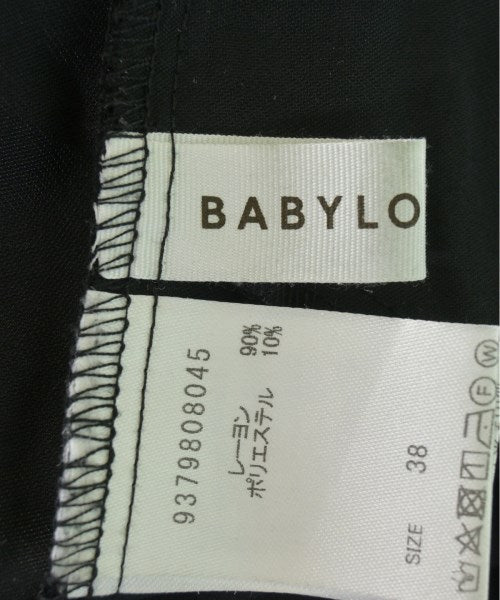 BABYLO
9379808045
レーヨン 90%
ポリエステル 10%
SIZE 38
W
F